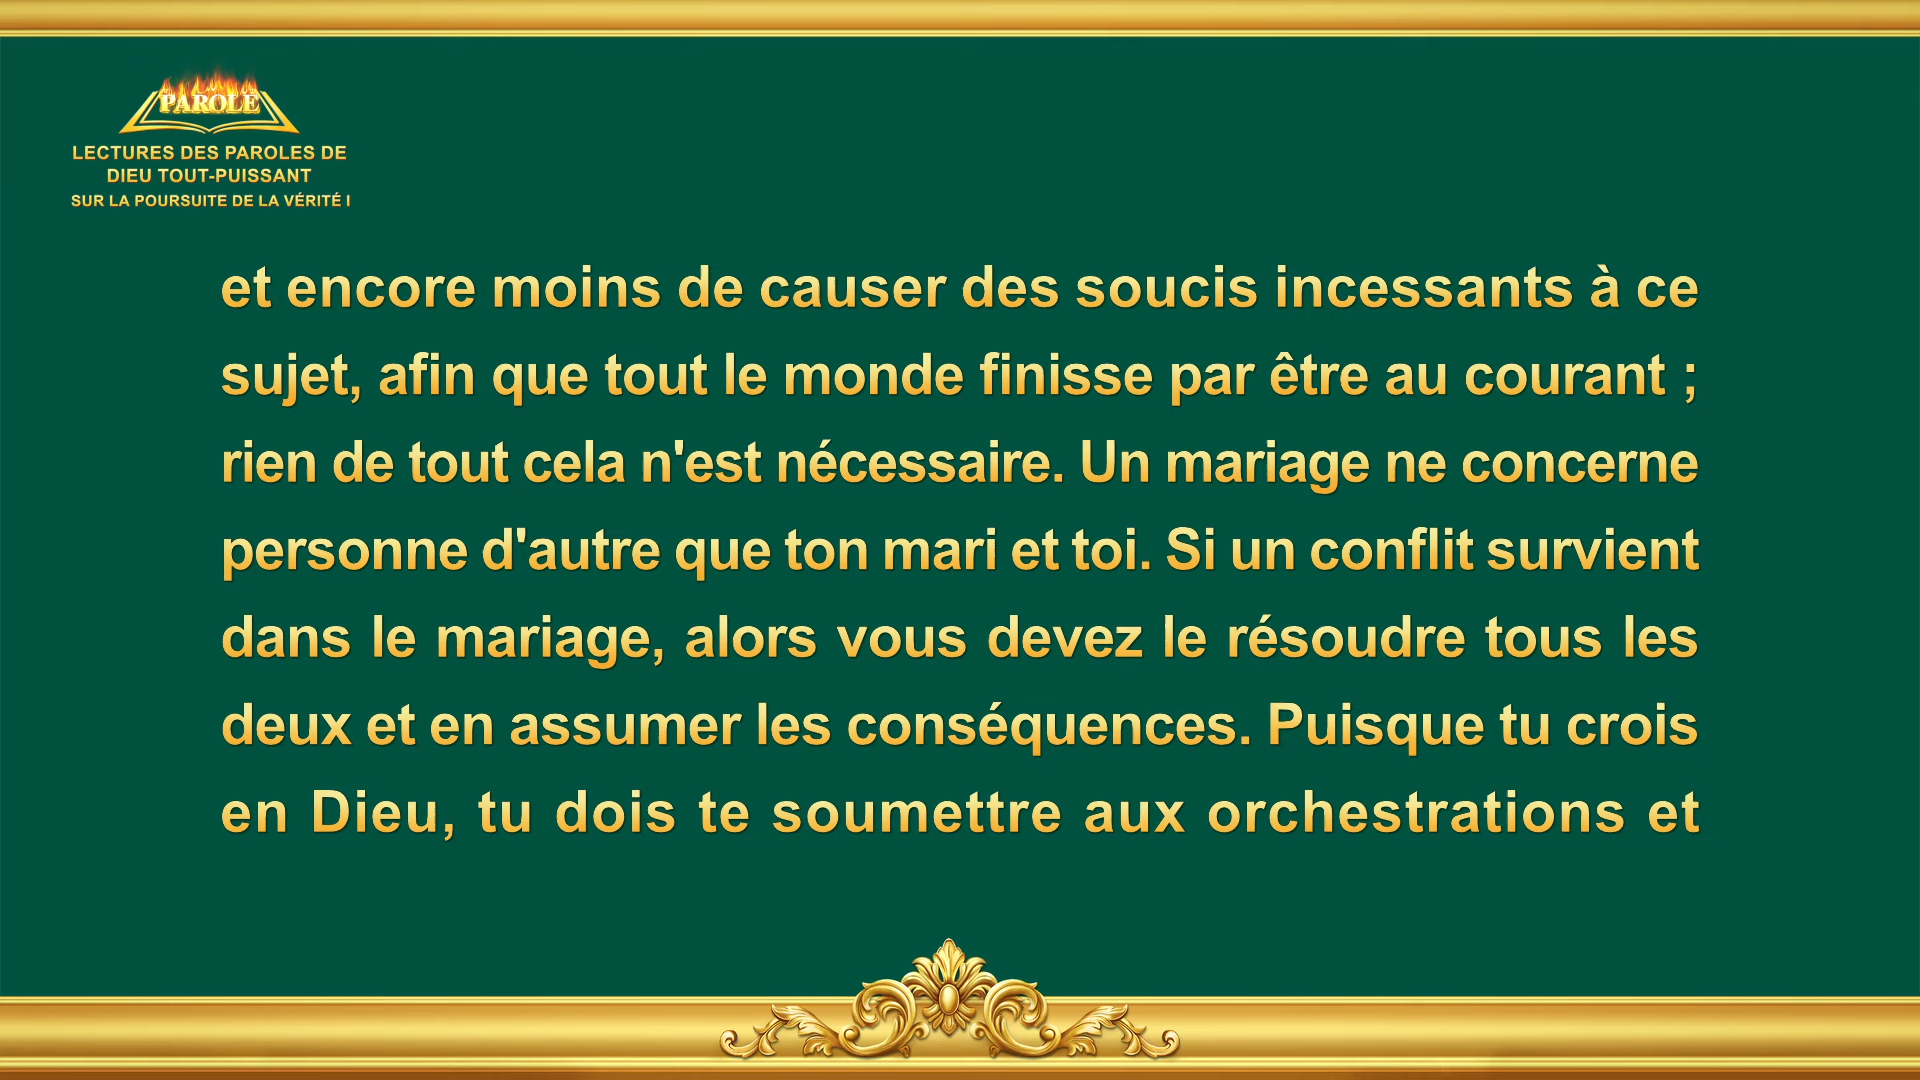 PAROLE
LECTURES DES PAROLES DE
DIEU TOUT-PUISSANT
SUR LA POURSUITE DE LA VÉRITÉ I
et encore moins de causer des soucis incessants à ce
sujet, afin que tout le monde finisse par être au courant ;
rien de tout cela n'est nécessaire. Un mariage ne concerne
personne d'autre que ton mari et toi. Si un conflit survient
dans le mariage, alors vous devez le résoudre tous les
deux et en assumer les conséquences. Puisque tu crois
en Dieu, tu dois te soumettre aux orchestrations et